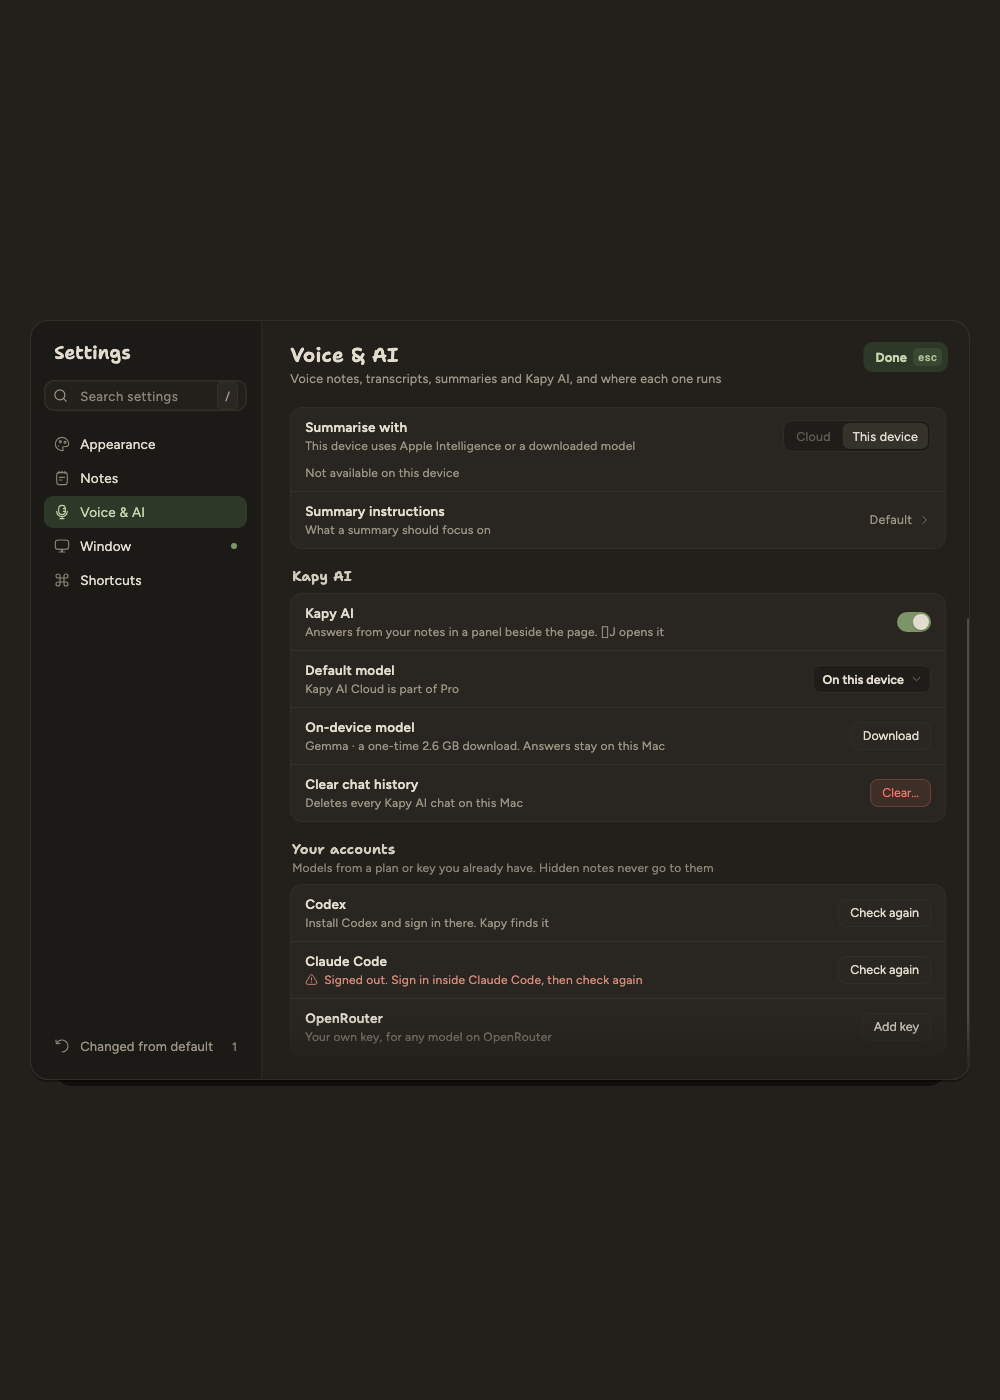 Settings
Search settings /
Appearance
Notes
Voice & AI
Window
Shortcuts
Changed from default 1
Voice & AI
Voice notes, transcripts, summaries and Kapy AI, and where each one runs
Done esc
Summarise with
This device uses Apple Intelligence or a downloaded model
Cloud This device
Not available on this device
Summary instructions
What a summary should focus on
Default
Kapy AI
Kapy AI
Answers from your notes in a panel beside the page. ▯J opens it
Default model
Kapy AI Cloud is part of Pro
On this device
On-device model
Gemma · a one-time 2.6 GB download. Answers stay on this Mac
Download
Clear chat history
Deletes every Kapy AI chat on this Mac
Clear...
Your accounts
Models from a plan or key you already have. Hidden notes never go to them
Codex
Install Codex and sign in there. Kapy finds it
Check again
Claude Code
Signed out. Sign in inside Claude Code, then check again
Check again
OpenRouter
Your own key, for any model on OpenRouter
Add key